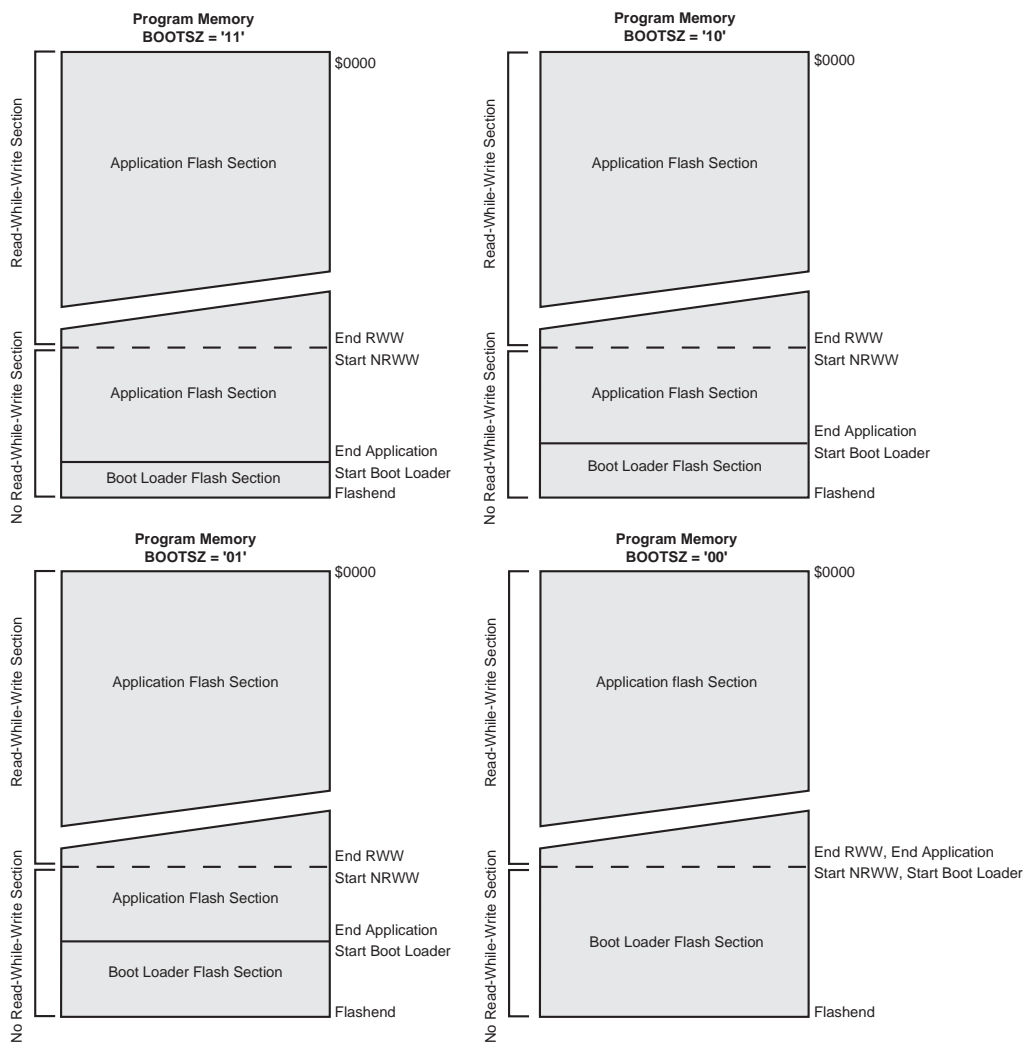 Program Memory
BOOTSZ = '11'
$0000
Read-While-Write Section
Application Flash Section
End RWW
Start NRWW
No Read-While-Write Section
Application Flash Section
End Application
Start Boot Loader
Boot Loader Flash Section
Flashend
Program Memory
BOOTSZ = '10'
$0000
Read-While-Write Section
Application Flash Section
End RWW
Start NRWW
No Read-While-Write Section
Application Flash Section
End Application
Start Boot Loader
Boot Loader Flash Section
Flashend
Program Memory
BOOTSZ = '01'
$0000
Read-While-Write Section
Application Flash Section
End RWW
Start NRWW
No Read-While-Write Section
Application Flash Section
End Application
Start Boot Loader
Boot Loader Flash Section
Flashend
Program Memory
BOOTSZ = '00'
$0000
Read-While-Write Section
Application flash Section
End RWW, End Application
Start NRWW, Start Boot Loader
No Read-While-Write Section
Boot Loader Flash Section
Flashend